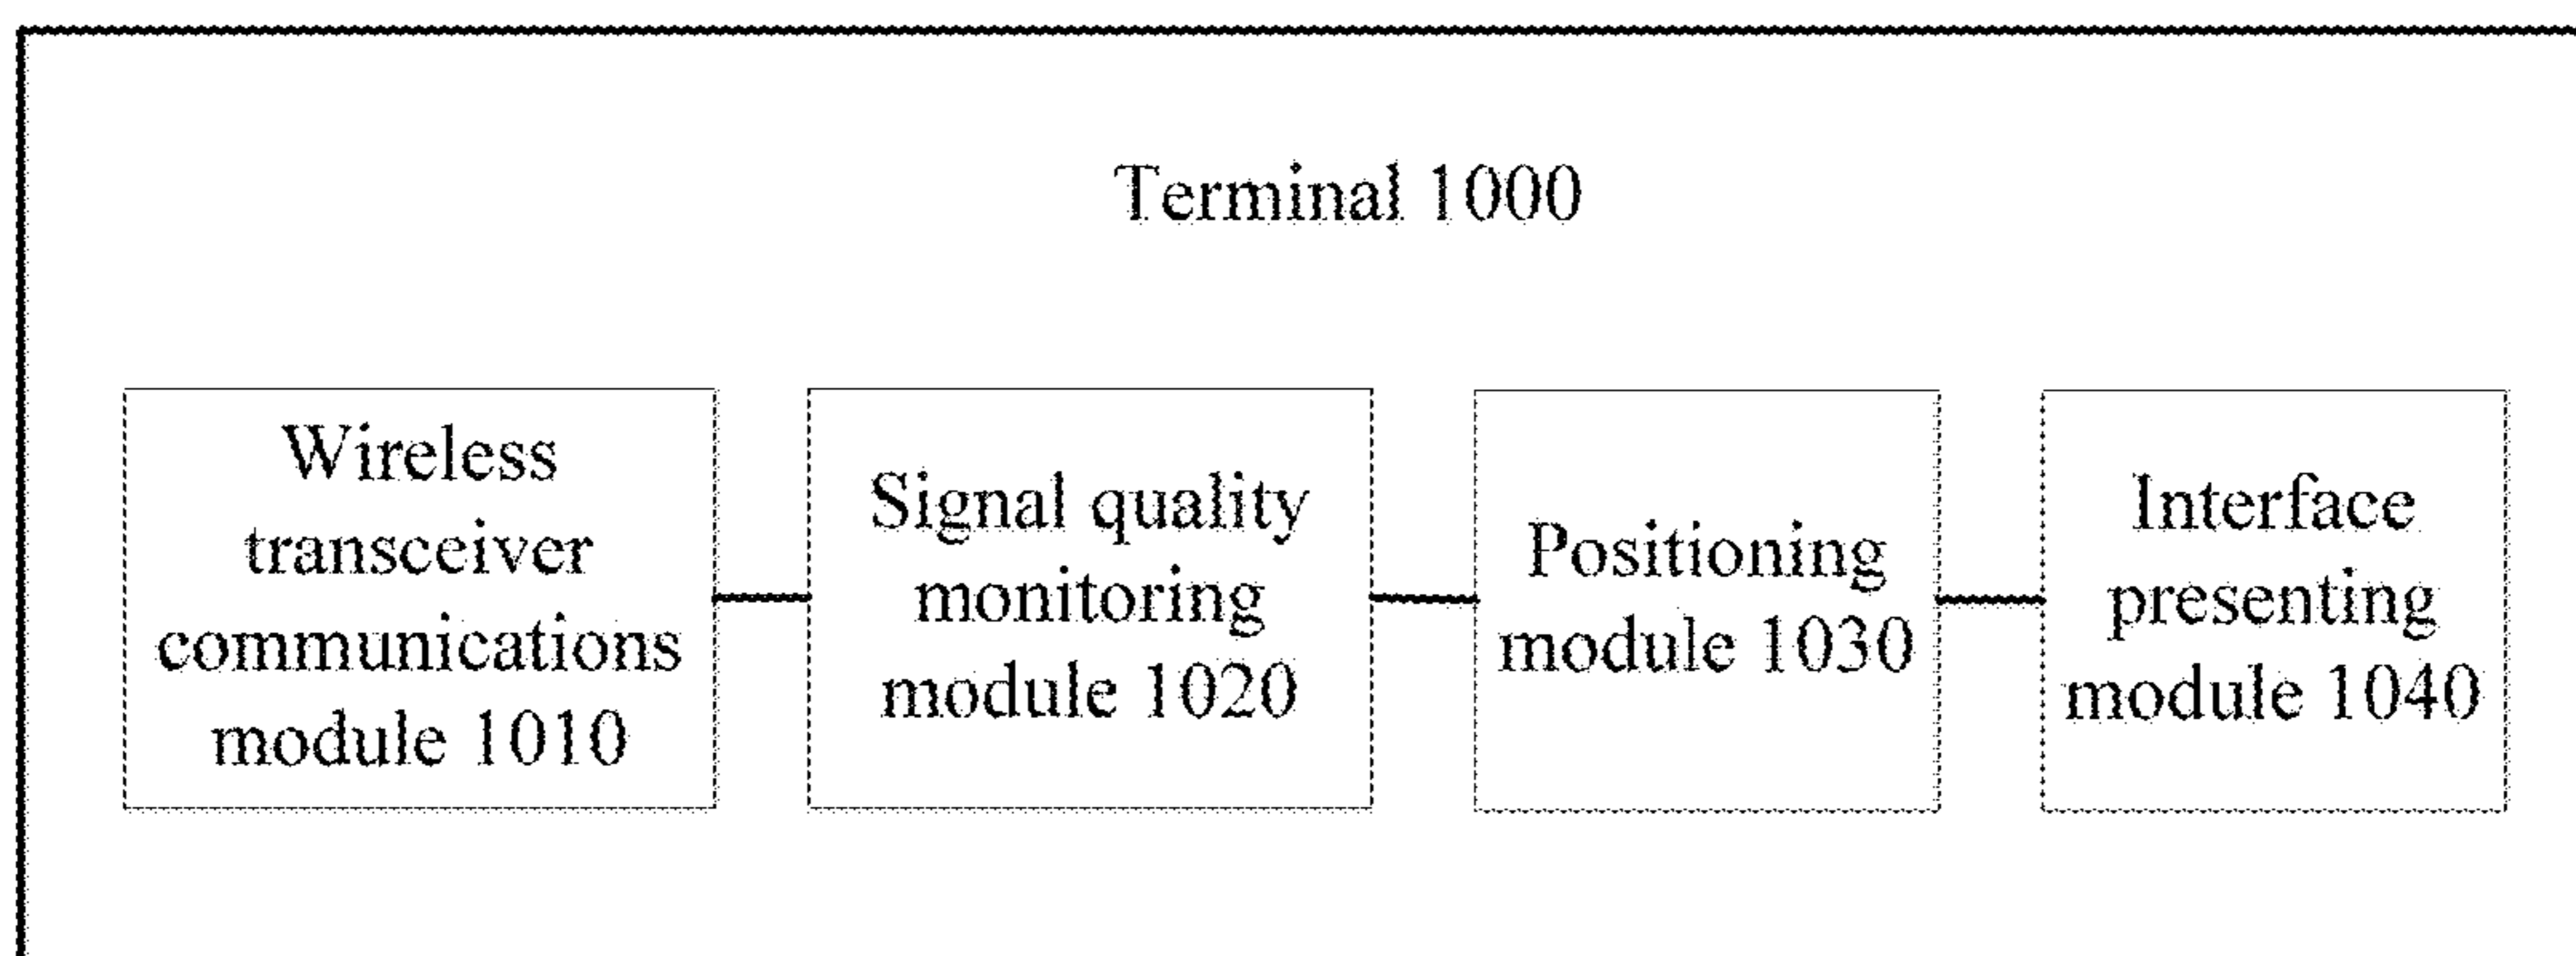 Terminal 1000
Wireless
transceiver
communications
module 1010
Signal quality
monitoring
module 1020
Positioning
module 1030
Interface
presenting
module 1040